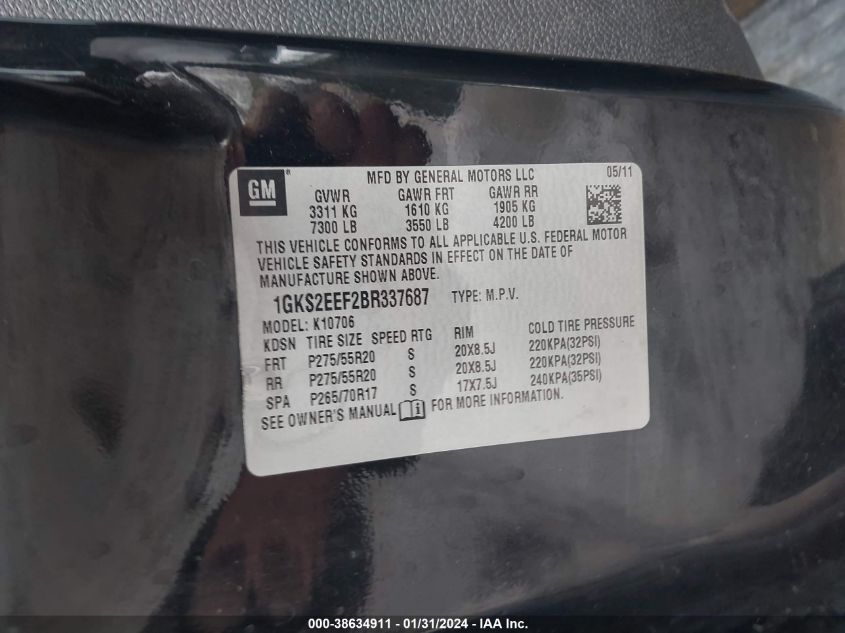 GM
MFD BY GENERAL MOTORS LLC 05/11
GVWR GAWR FRT GAWR RR
3311 KG 1610 KG 1905 KG
7300 LB 3550 LB 4200 LB
THIS VEHICLE CONFORMS TO ALL APPLICABLE U.S. FEDERAL MOTOR
VEHICLE SAFETY STANDARDS IN EFFECT ON THE DATE OF
MANUFACTURE SHOWN ABOVE.
1GKS2EEF2BR337687 TYPE: M.P.V.
MODEL: K10706
KDSN TIRE SIZE SPEED RTG RIM COLD TIRE PRESSURE
FRT P275/55R20 S 20X8.5J 220KPA(32PSI)
RR P275/55R20 S 20X8.5J 220KPA(32PSI)
SPA P265/70R17 S 17X7.5J 240KPA(35PSI)
SEE OWNER'S MANUAL FOR MORE INFORMATION.
000-38634911 - 01/31/2024 - IAA Inc.